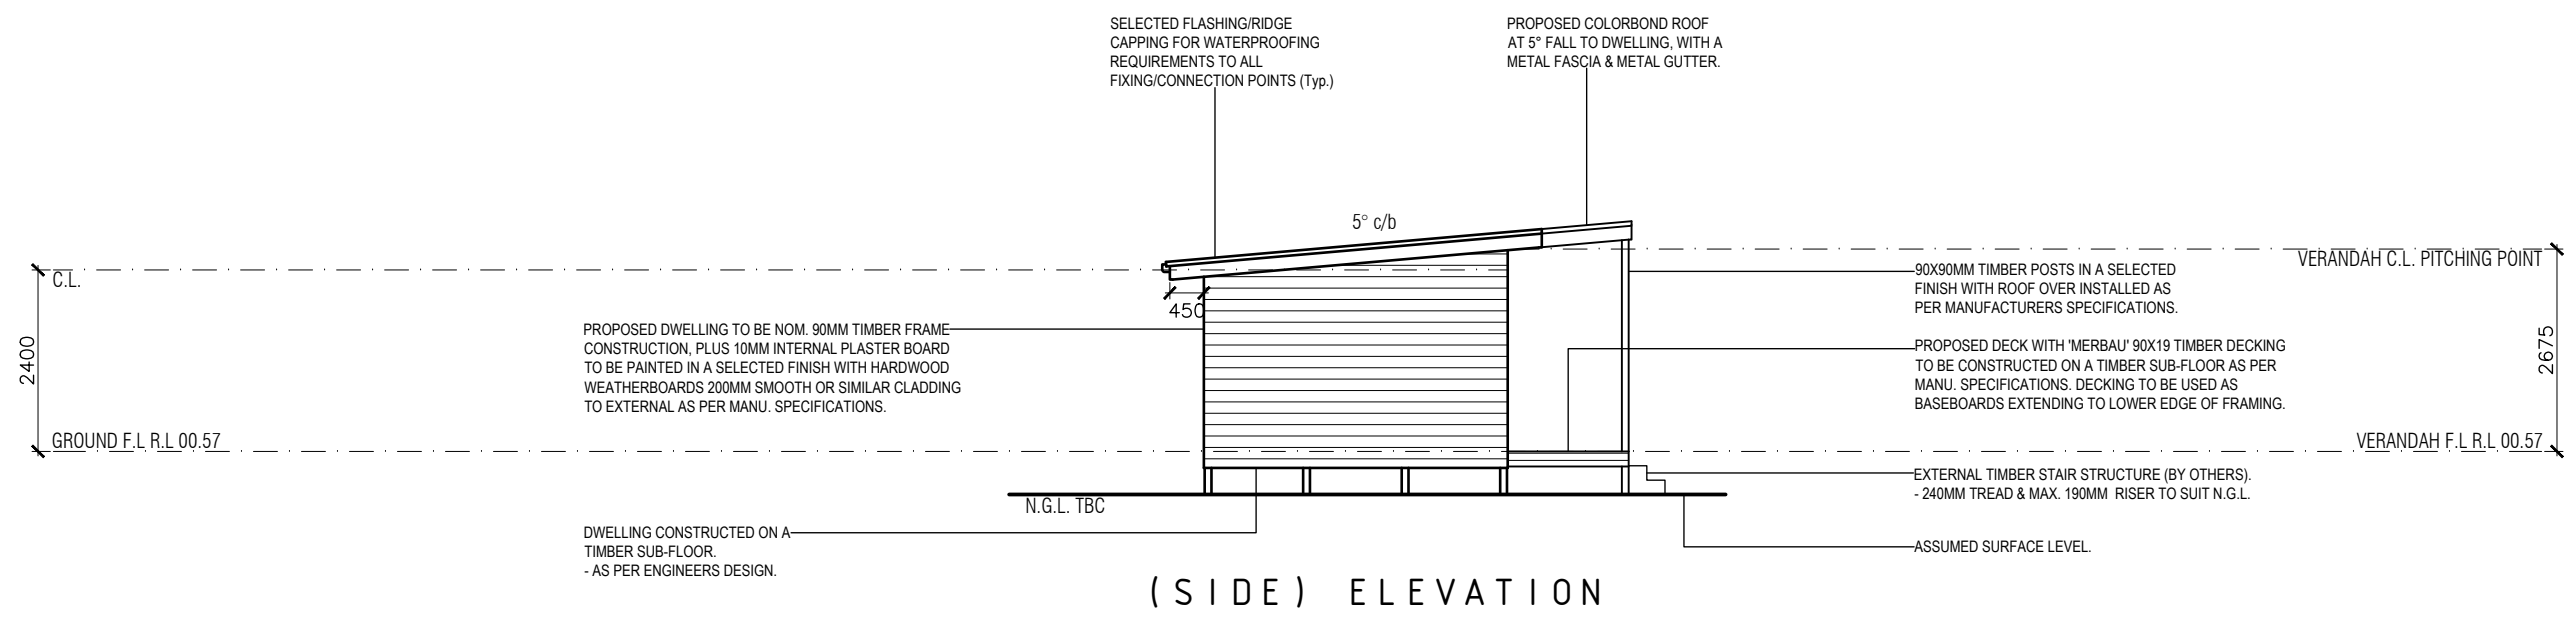 SELECTED FLASHING/RIDGE
CAPPING FOR WATERPROOFING
REQUIREMENTS TO ALL
FIXING/CONNECTION POINTS (Typ.)
PROPOSED COLORBOND ROOF
AT 5° FALL TO DWELLING, WITH A
METAL FASCIA & METAL GUTTER.
5° c/b
C.L.
VERANDAH C.L. PITCHING POINT
450
2400
2675
PROPOSED DWELLING TO BE NOM. 90MM TIMBER FRAME
CONSTRUCTION, PLUS 10MM INTERNAL PLASTER BOARD
TO BE PAINTED IN A SELECTED FINISH WITH HARDWOOD
WEATHERBOARDS 200MM SMOOTH OR SIMILAR CLADDING
TO EXTERNAL AS PER MANU. SPECIFICATIONS.
90X90MM TIMBER POSTS IN A SELECTED
FINISH WITH ROOF OVER INSTALLED AS
PER MANUFACTURERS SPECIFICATIONS.
PROPOSED DECK WITH 'MERBAU' 90X19 TIMBER DECKING
TO BE CONSTRUCTED ON A TIMBER SUB-FLOOR AS PER
MANU. SPECIFICATIONS. DECKING TO BE USED AS
BASEBOARDS EXTENDING TO LOWER EDGE OF FRAMING.
GROUND F.L R.L 00.57
VERANDAH F.L R.L 00.57
EXTERNAL TIMBER STAIR STRUCTURE (BY OTHERS).
- 240MM TREAD & MAX. 190MM RISER TO SUIT N.G.L.
N.G.L. TBC
DWELLING CONSTRUCTED ON A
TIMBER SUB-FLOOR.
- AS PER ENGINEERS DESIGN.
ASSUMED SURFACE LEVEL.
(SIDE) ELEVATION